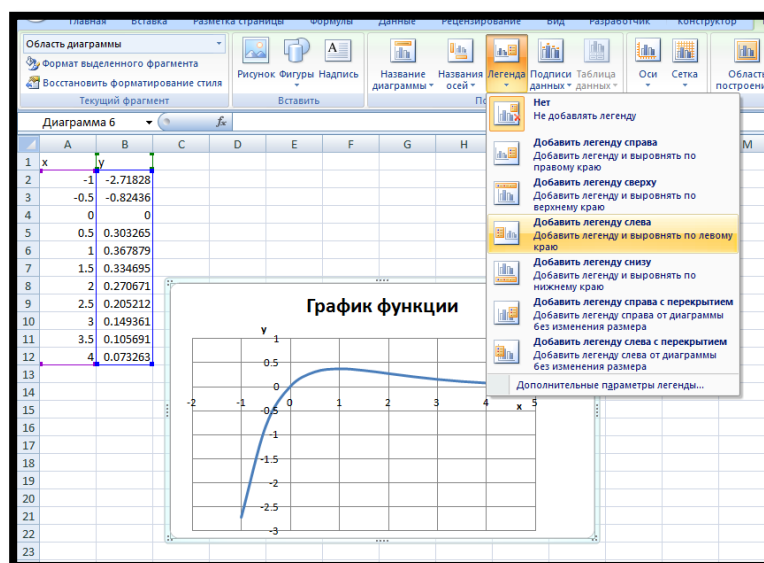 Главная Вставка Разметка страницы Формулы Данные Рецензирование Вид Разработчик Конструктор
Область диаграммы
Формат выделенного фрагмента
Восстановить форматирование стиля
Текущий фрагмент
Рисунок Фигуры Надпись
Вставить
Название диаграммы
Названия осей
Легенда
Подписи данных
Таблица данных
Оси
Сетка
Область
Диаграмма 6
fx
A B C D E F G H M
1 x y
2 -1 -2.71828
3 -0.5 -0.82436
4 0 0
5 0.5 0.303265
6 1 0.367879
7 1.5 0.334695
8 2 0.270671
9 2.5 0.205212
10 3 0.149361
11 3.5 0.105691
12 4 0.073263
13
14
15
16
17
18
19
20
21
22
23
График функции
y
1
0.5
0
-0.5
-1
-1.5
-2
-2.5
-3
-2 -1 0 1 2 3 4 5
x
Нет
Не добавлять легенду
Добавить легенду справа
Добавить легенду и выровнять по
правому краю
Добавить легенду сверху
Добавить легенду и выровнять по
верхнему краю
Добавить легенду слева
Добавить легенду и выровнять по левому
краю
Добавить легенду снизу
Добавить легенду и выровнять по
нижнему краю
Добавить легенду справа с перекрытием
Добавить легенду справа от диаграммы
без изменения размера
Добавить легенду слева с перекрытием
Добавить легенду слева от диаграммы
без изменения размера
Дополнительные параметры легенды...